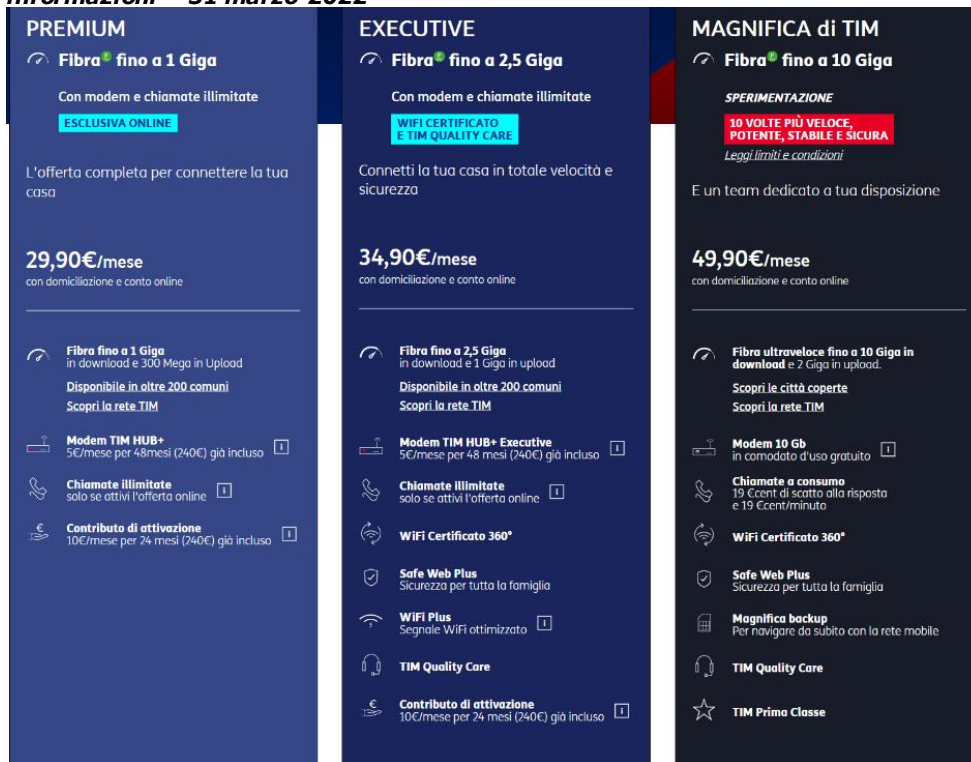 Informazioni - 31 marzo 2022
PREMIUM
Fibra fino a 1 Giga
Con modem e chiamate illimitate
ESCLUSIVA ONLINE
L'offerta completa per connettere la tua
casa
29,90€/mese
con domiciliazione e conto online
Fibra fino a 1 Giga
in download e 300 Mega in Upload
Disponibile in oltre 200 comuni
Scopri la rete TIM
Modem TIM HUB+
5€/mese per 48mesi (240€) già incluso
Chiamate illimitate
solo se attivi l'offerta online
Contributo di attivazione
10€/mese per 24 mesi (240€) già incluso
EXECUTIVE
Fibra fino a 2,5 Giga
Con modem e chiamate illimitate
WIFI CERTIFICATO
E TIM QUALITY CARE
Connetti la tua casa in totale velocità e
sicurezza
34,90€/mese
con domiciliazione e conto online
Fibra fino a 2,5 Giga
in download e 1 Giga in upload
Disponibile in oltre 200 comuni
Scopri la rete TIM
Modem TIM HUB+ Executive
5€/mese per 48 mesi (240€) già incluso
Chiamate illimitate
solo se attivi l'offerta online
WiFi Certificato 360°
Safe Web Plus
Sicurezza per tutta la famiglia
WiFi Plus
Segnale WiFi ottimizzato
TIM Quality Care
Contributo di attivazione
10€/mese per 24 mesi (240€) già incluso
MAGNIFICA di TIM
Fibra fino a 10 Giga
SPERIMENTAZIONE
10 VOLTE PIÙ VELOCE,
POTENTE, STABILE E SICURA
Leggi limiti e condizioni
E un team dedicato a tua disposizione
49,90€/mese
con domiciliazione e conto online
Fibra ultraveloce fino a 10 Giga in
download e 2 Giga in upload.
Scopri le città coperte
Scopri la rete TIM
Modem 10 Gb
in comodato d'uso gratuito
Chiamate a consumo
19 €cent di scatto alla risposta
e 19 €cent/minuto
WiFi Certificato 360°
Safe Web Plus
Sicurezza per tutta la famiglia
Magnifica backup
Per navigare da subito con la rete mobile
TIM Quality Care
TIM Prima Classe